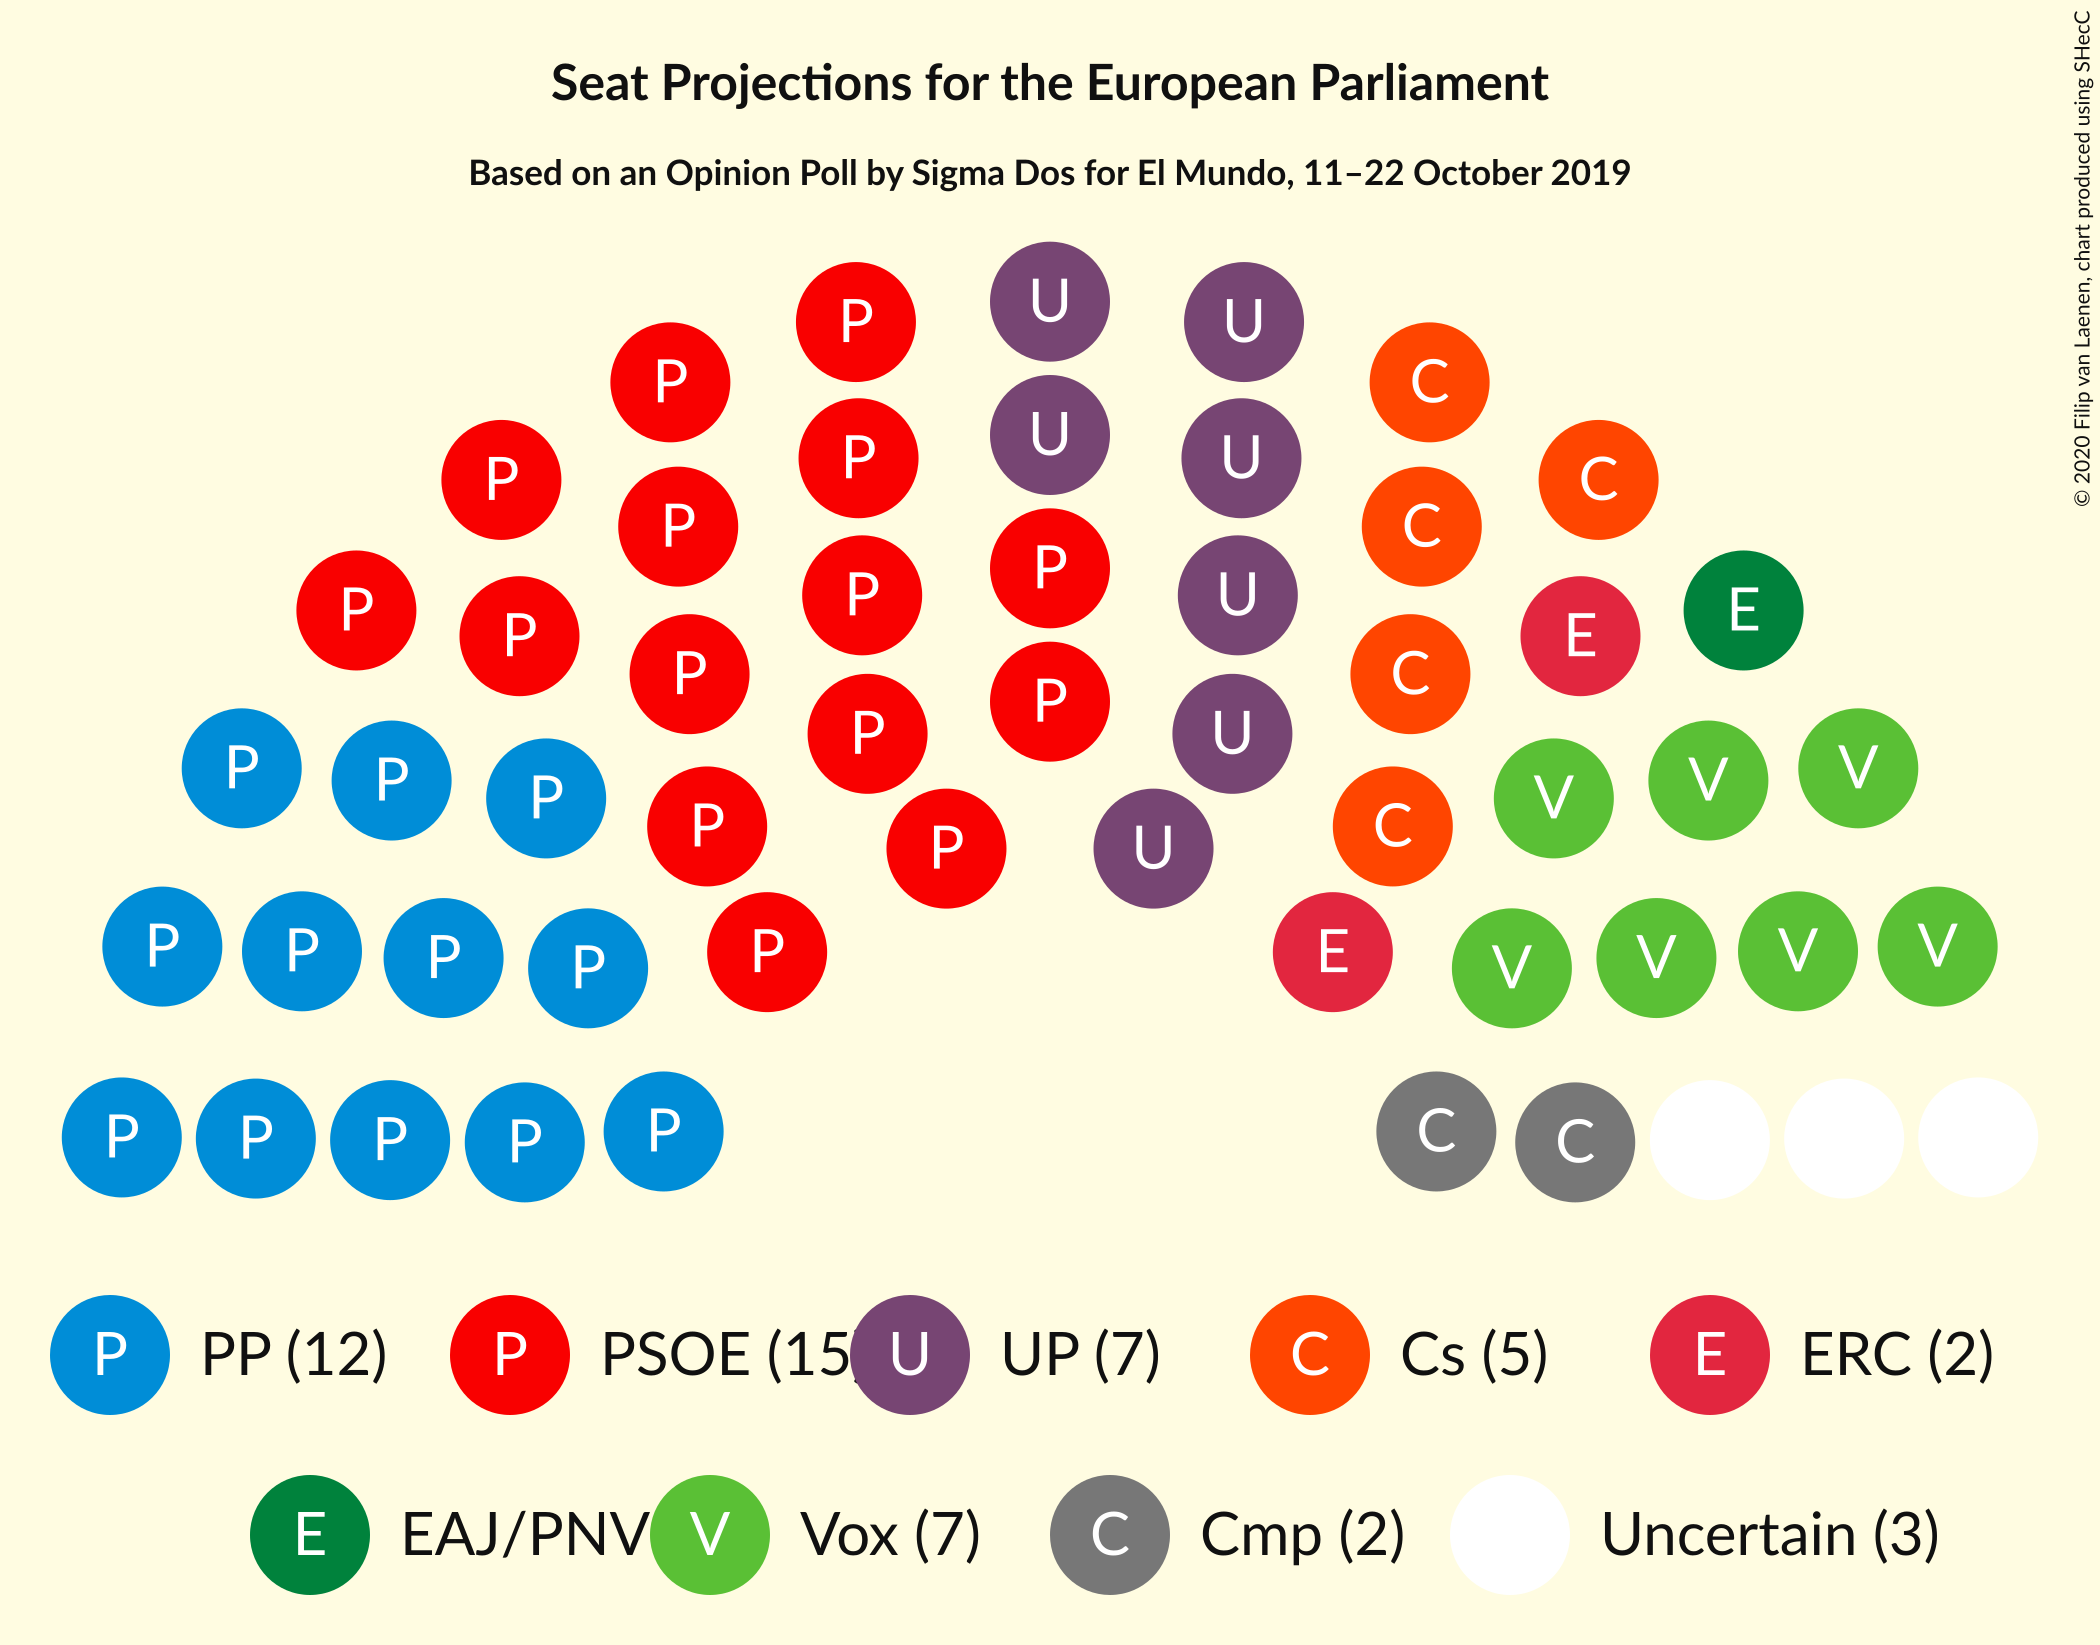 Seat Projections for the European Parliament
Based on an Opinion Poll by Sigma Dos for El Mundo, 11–22 October 2019
© 2020 Filip van Laenen, chart produced using SHecC
U
P U
P U C
U
P P U C
P C
P P
P U
P P E E
P C
P
P U
P P P V V V
P C
P U
P P P P P E V V V V
P P P P P C C
P PP (12) P PSOE (15 U UP (7) C Cs (5) E ERC (2)
E EAJ/PNV V Vox (7) C Cmp (2) Uncertain (3)